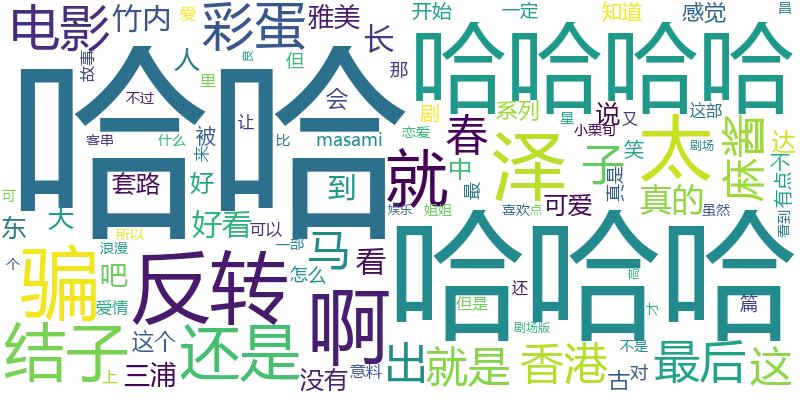 电影
竹内
爱
彩蛋
雅美
开始
一定
知道
感觉
昌
故事
人
里
但
长
那
哈哈
哈哈哈哈
不过
让
良
会
剧
系列
星
说
又
这部
客串
未
被
什么
比
masami
恋爱
春
泽
子
小栗旬
笑
太
剧场
麻酱
达
不
可
套路
好
到
就
中
最
真是
真的
有点
看到
东
大
好看
可以
娱乐
姐姐
喜欢
点
可爱
虽然
所以
浪漫
一部
马
看
哈哈哈
个
骗
吧
反转
怎么
还
但是
才
篇
爱情
啊
剧场版
结子
这个
还是
出
就是
香港
不是
最后
这
上
三浦
没有
意料
古
对